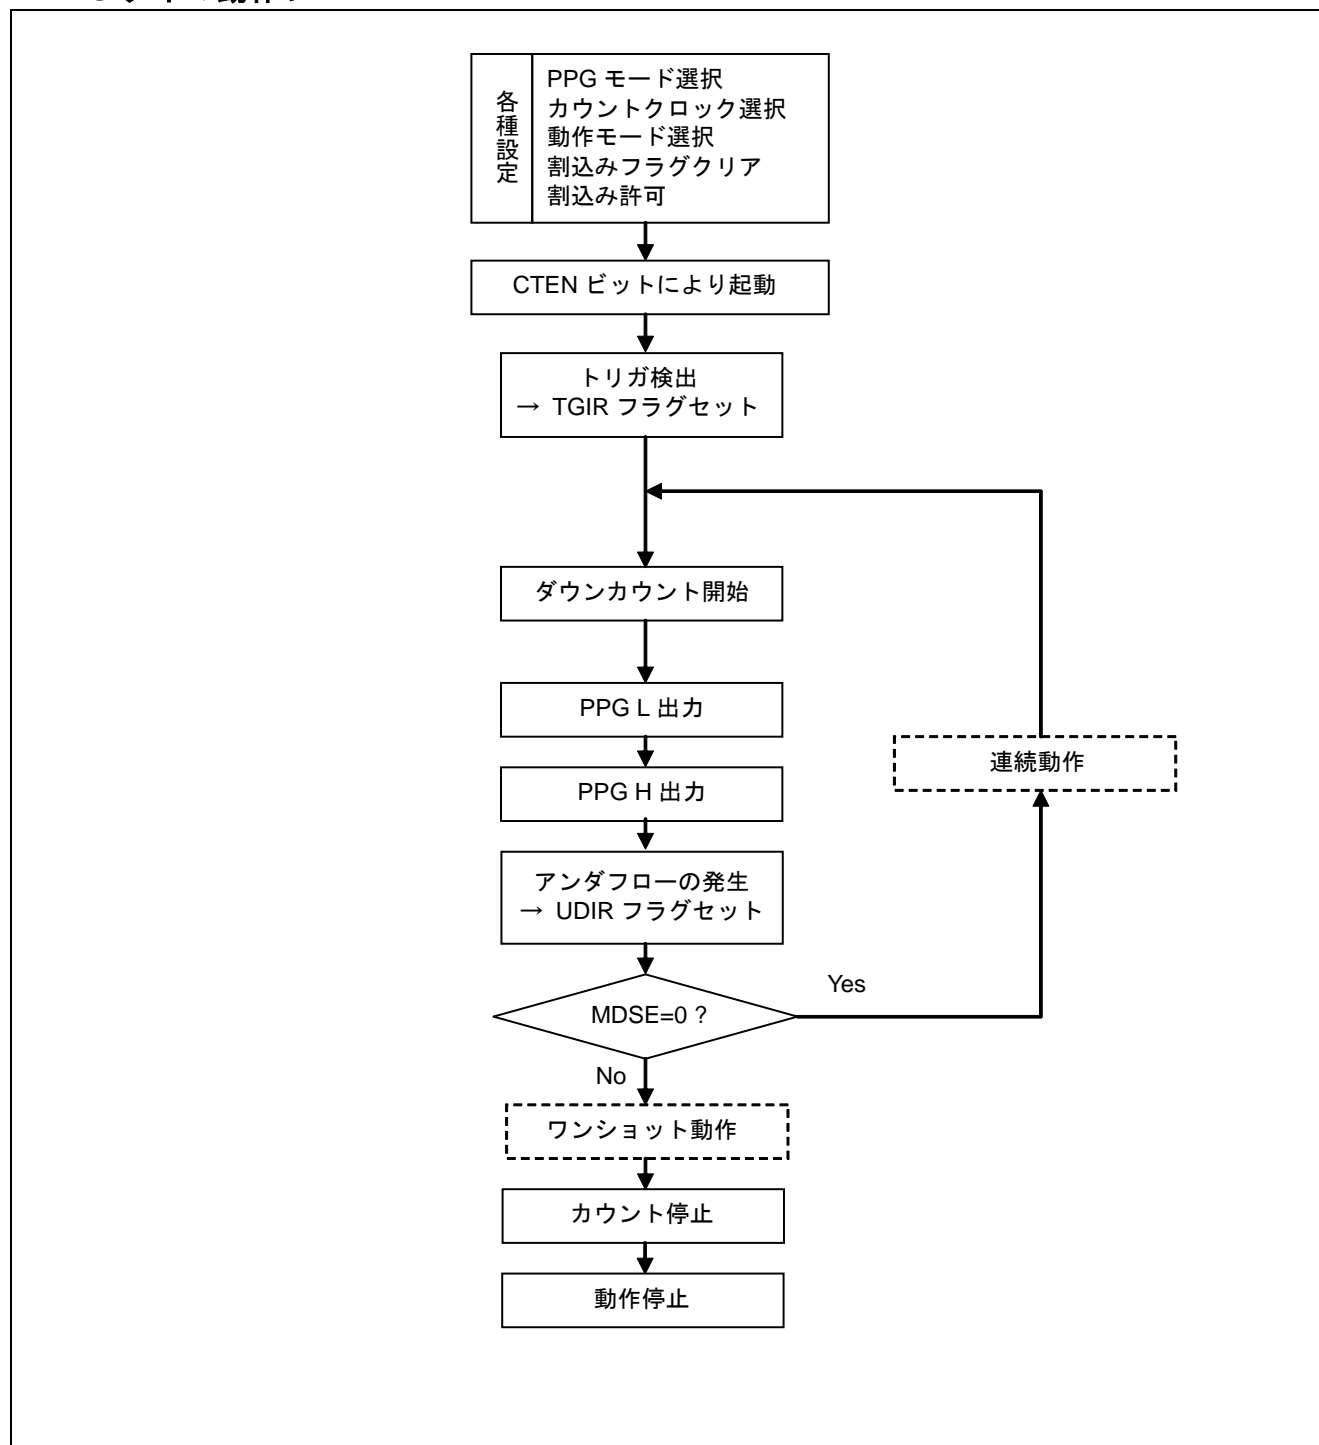 各種設定
PPG モード選択
カウントクロック選択
動作モード選択
割込みフラグクリア
割込み許可
CTEN ビットにより起動
トリガ検出
→ TGIR フラグセット
ダウンカウント開始
PPG L 出力
連続動作
PPG H 出力
アンダフローの発生
→ UDIR フラグセット
Yes
MDSE=0 ?
No
ワンショット動作
カウント停止
動作停止